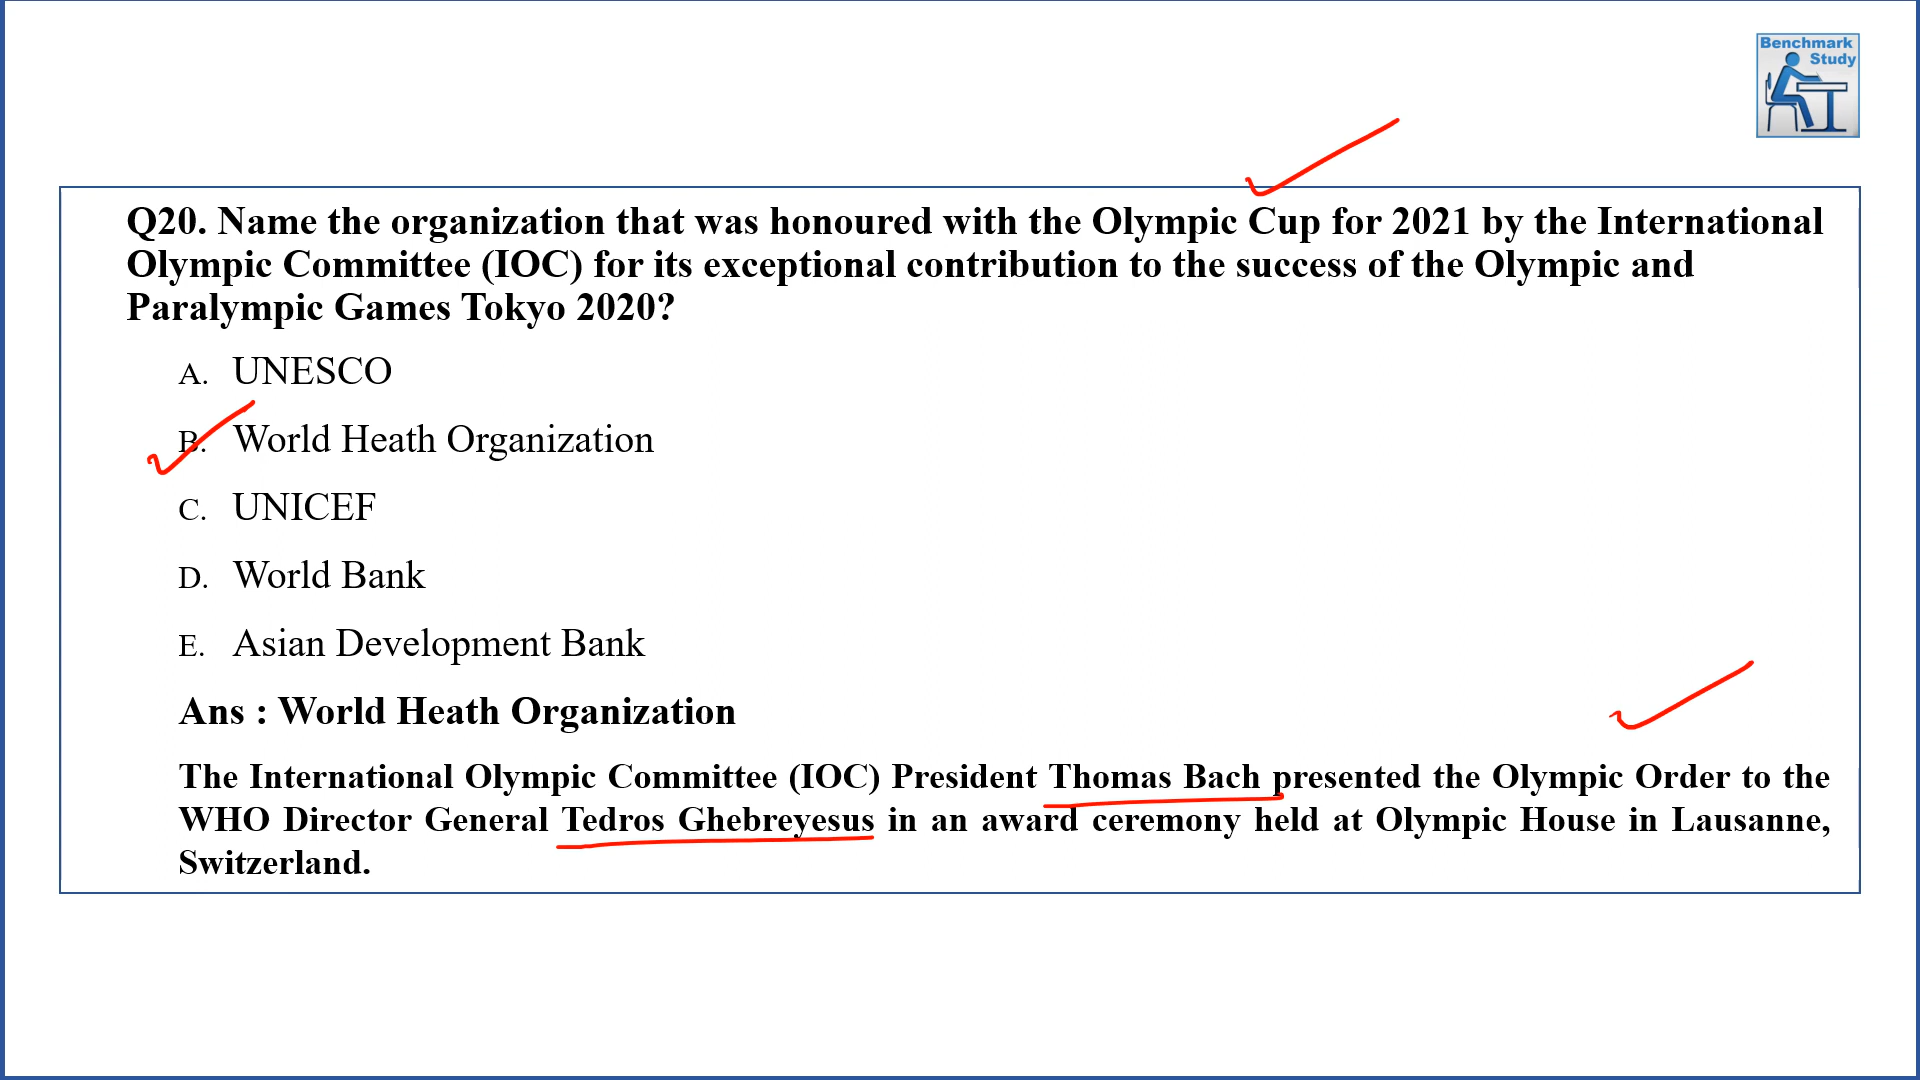 Benchmark
Study
Q20. Name the organization that was honoured with the Olympic Cup for 2021 by the International
Olympic Committee (IOC) for its exceptional contribution to the success of the Olympic and
Paralympic Games Tokyo 2020?
A. UNESCO
B. World Heath Organization
C. UNICEF
D. World Bank
E. Asian Development Bank
Ans : World Heath Organization
The International Olympic Committee (IOC) President Thomas Bach presented the Olympic Order to the
WHO Director General Tedros Ghebreyesus in an award ceremony held at Olympic House in Lausanne,
Switzerland.